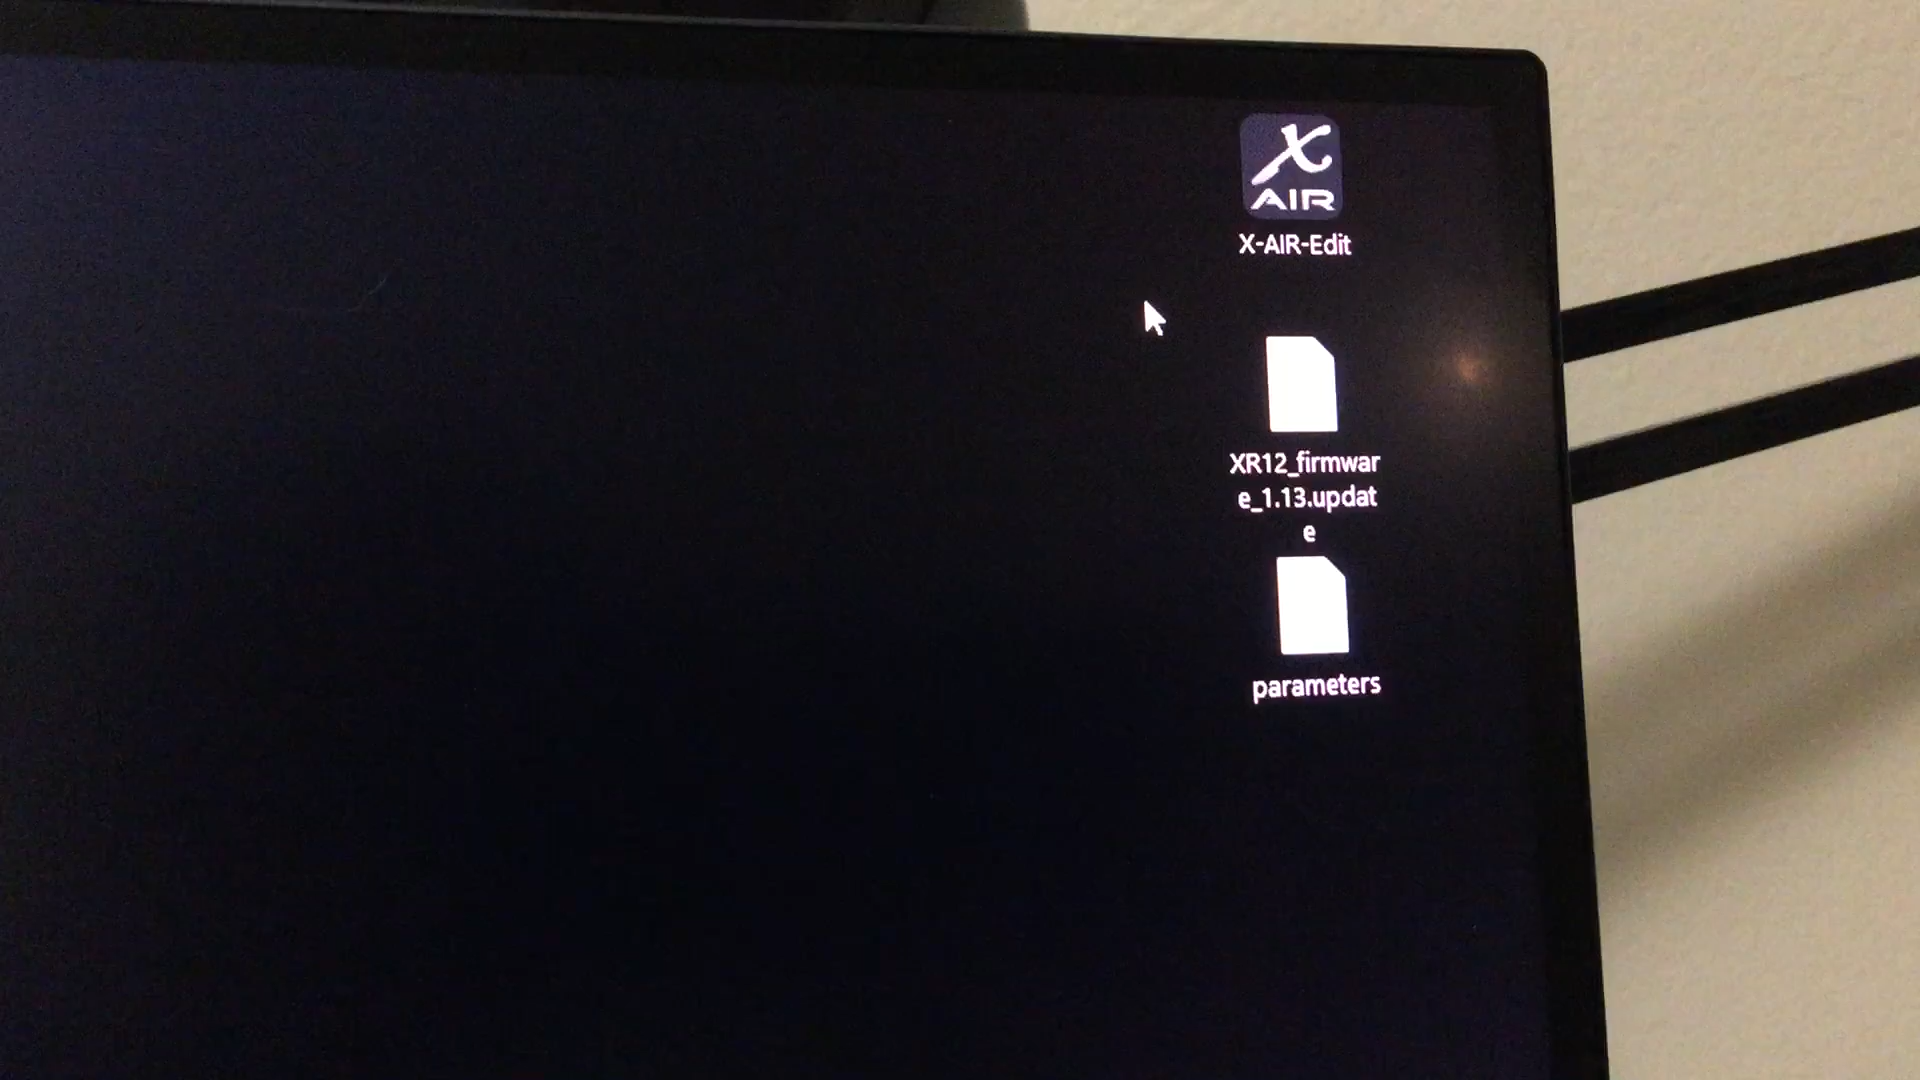 X
AIR
X-AIR-Edit
XR12_firmwar
e_1.13.updat
e
parameters